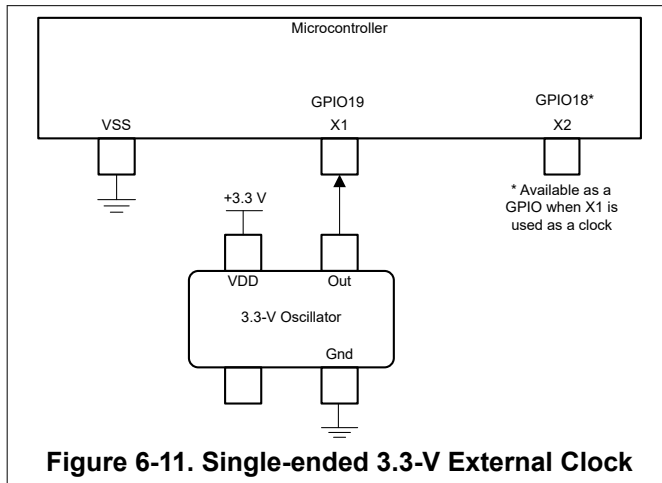 Microcontroller
GPIO19
GPIO18*
VSS
X1
X2
* Available as a
GPIO when X1 is
used as a clock
+3.3 V
VDD
Out
3.3-V Oscillator
Gnd
Figure 6-11. Single-ended 3.3-V External Clock